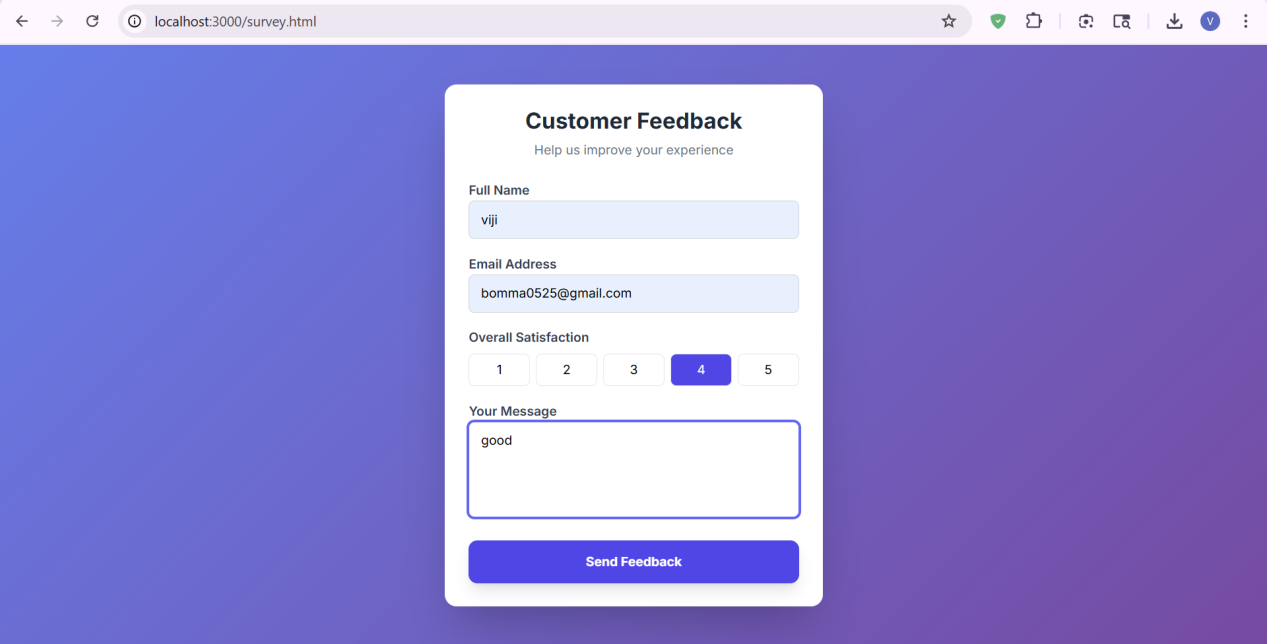 localhost:3000/survey.html
V
Customer Feedback
Help us improve your experience
Full Name
viji
Email Address
bomma0525@gmail.com
Overall Satisfaction
1 2 3 4 5
Your Message
good
Send Feedback